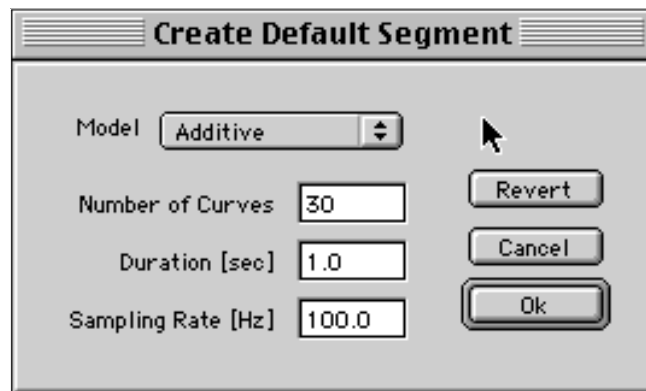 Create Default Segment
Model Additive
Revert
Number of Curves 30
Cancel
Duration [sec] 1.0
Ok
Sampling Rate [Hz] 100.0